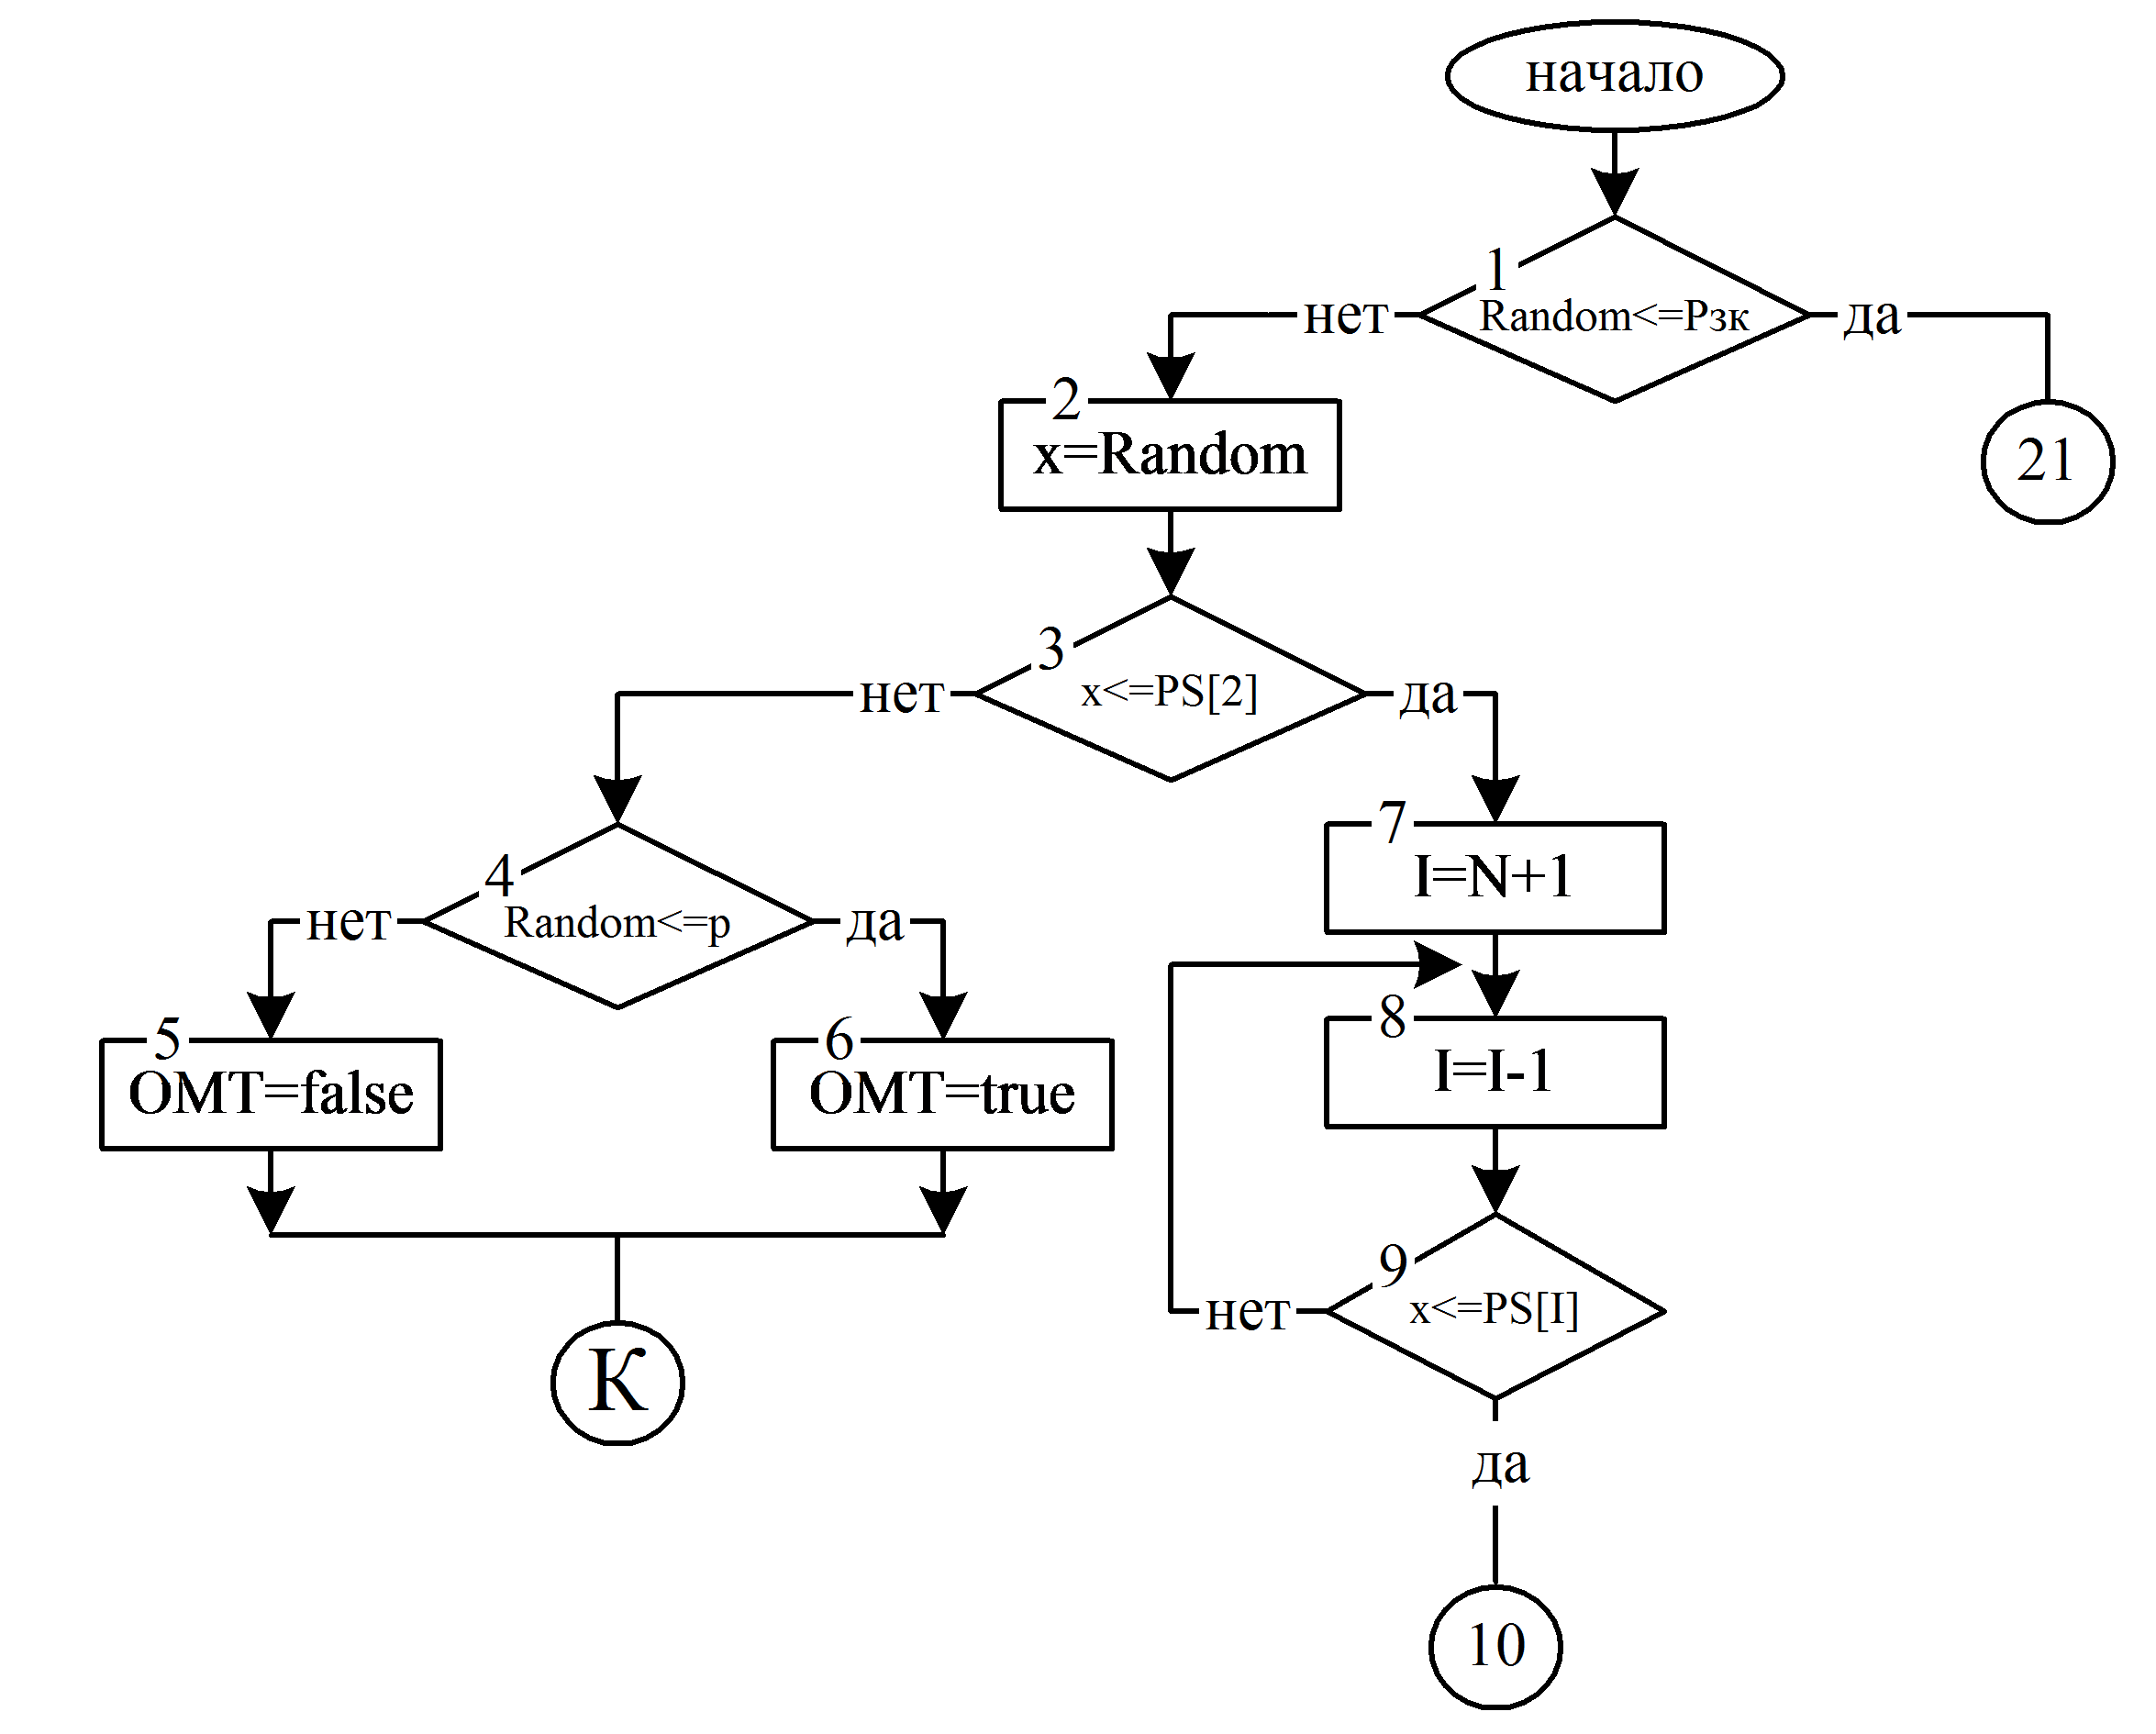 начало
1
Random<=Pзк
нет
да
2
x=Random
21
3
x<=PS[2]
нет
да
4
Random<=p
нет
да
7
I=N+1
5
OMT=false
6
OMT=true
8
I=I-1
9
x<=PS[I]
нет
К
да
10